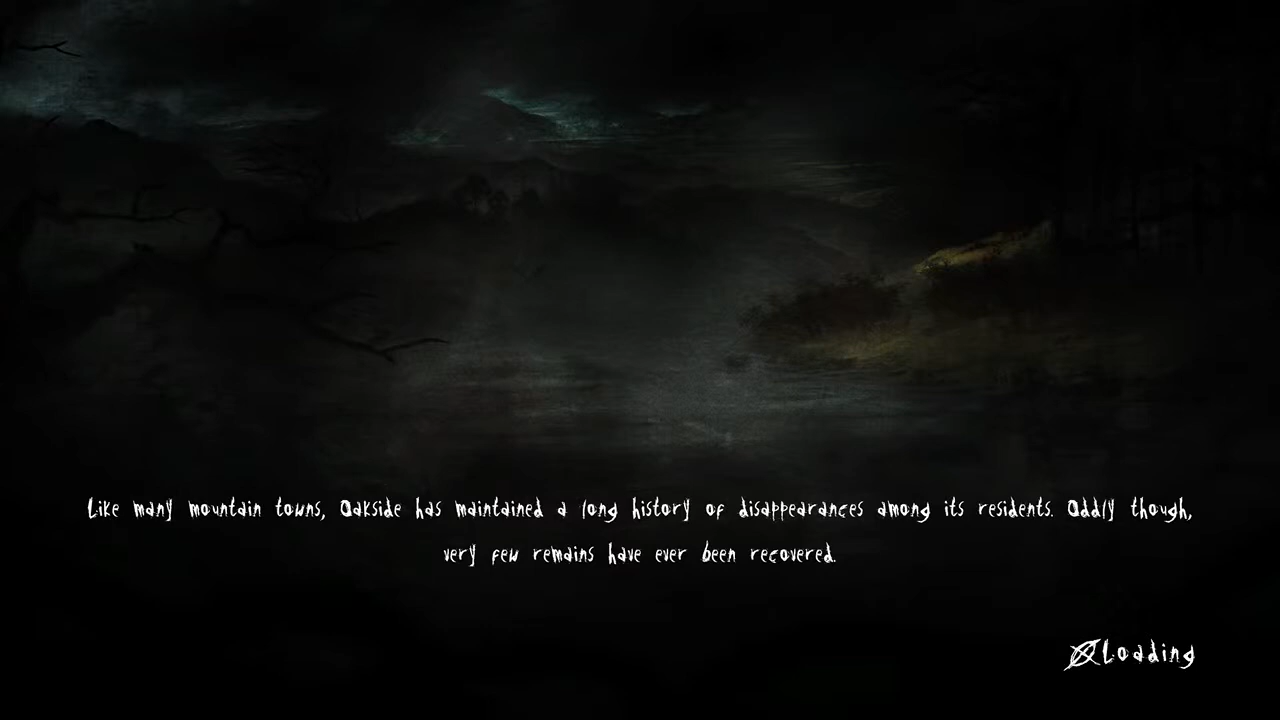 Like many mountain towns, Oakside has maintained a long history of disappearances among its residents. Oddly though,
very few remains have ever been recovered.
Loading